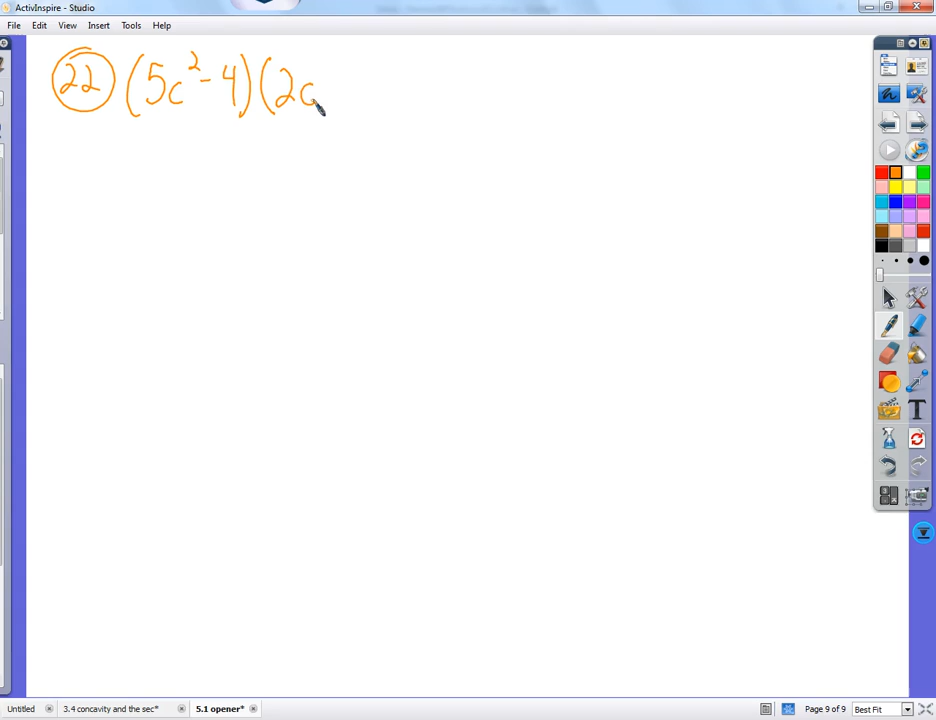 ActivInspire - Studio
File Edit View Insert Tools Help
22 (5c²-4)(2c
Untitled 3.4 concavity and the sec* 5.1 opener* Page 9 of 9 Best Fit